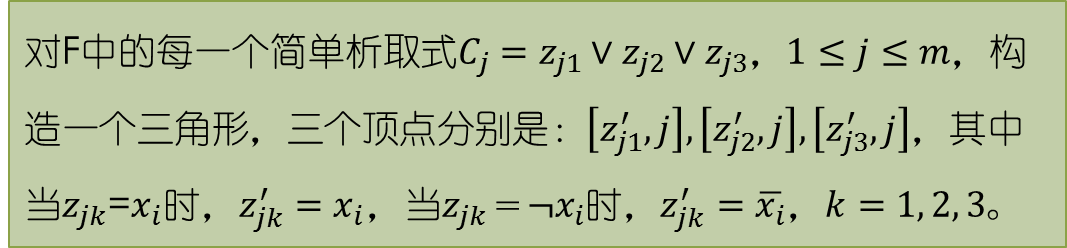 对F中的每一个简单析取式𝐶𝑗 = 𝑧𝑗1 ∨ 𝑧𝑗2 ∨ 𝑧𝑗3，1 ≤ 𝑗 ≤ 𝑚，构
造一个三角形，三个顶点分别是：[𝑧′𝑗1, 𝑗], [𝑧′𝑗2, 𝑗], [𝑧′𝑗3, 𝑗]，其中
当𝑧𝑗𝑘=𝑥𝑖时，𝑧′𝑗𝑘 = 𝑥𝑖，当𝑧𝑗𝑘 = ¬𝑥𝑖时，𝑧′𝑗𝑘 = 𝑥̅𝑖，𝑘 = 1, 2, 3。